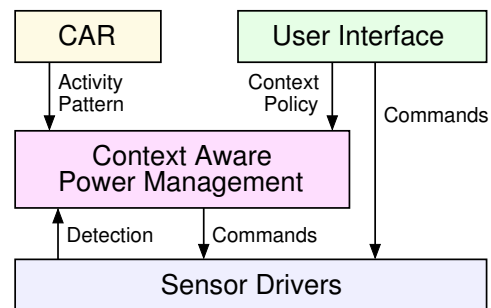 CAR
User Interface
Activity
Pattern
Context
Policy
Commands
Context Aware
Power Management
Detection
Commands
Sensor Drivers